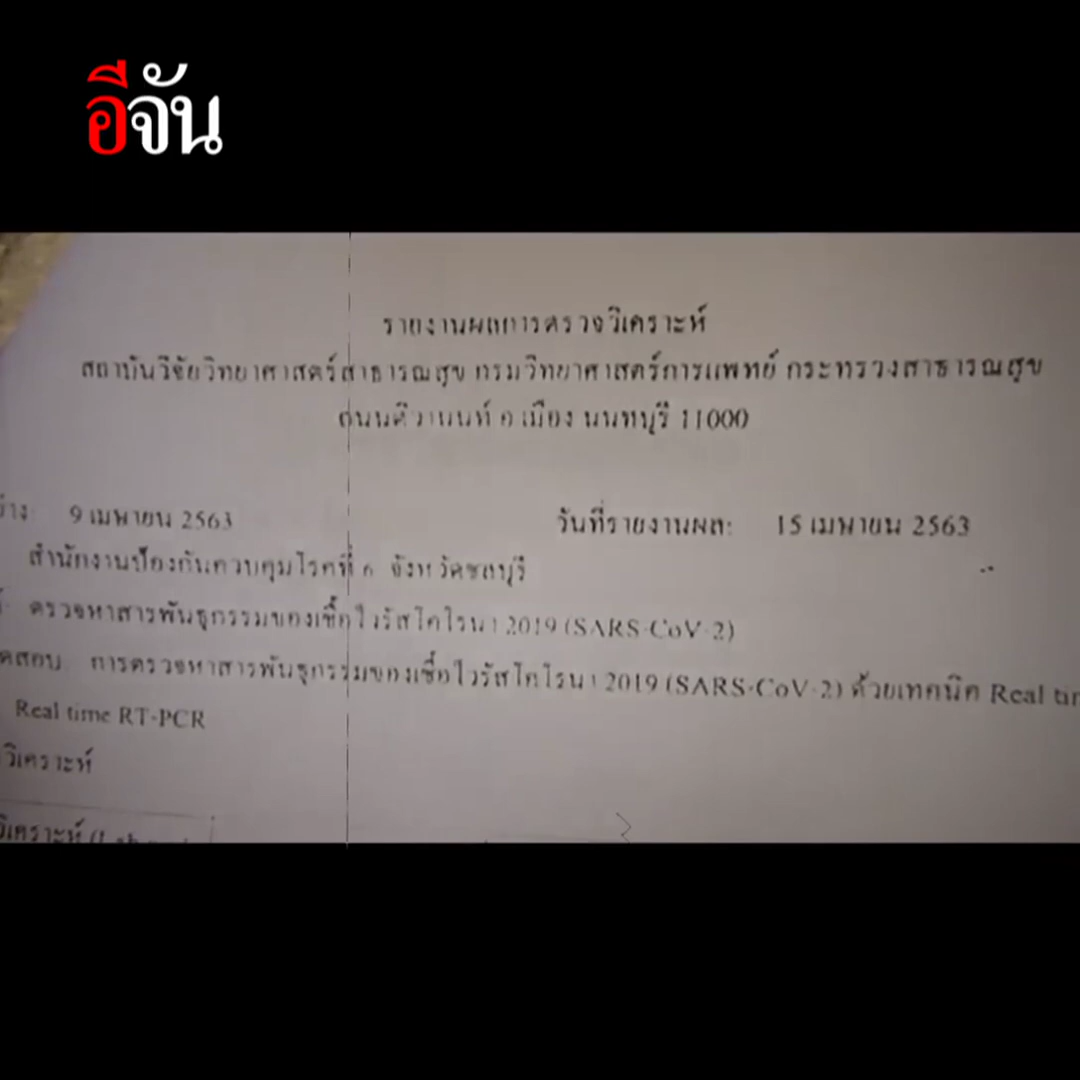 อีจัน
รายงานผลการตรวจวิเคราะห์
สถาบันวิจัยวิทยาศาสตร์สาธารณสุข กรมวิทยาศาสตร์การแพทย์ กระทรวงสาธารณสุข
ถนนติวานนท์ อ.เมือง นนทบุรี 11000
9 เมษายน 2563 วันที่รายงานผล: 15 เมษายน 2563
สำนักงานป้องกันควบคุมโรคที่ 6 จังหวัดชลบุรี
ตรวจหาสารพันธุกรรมของเชื้อไวรัสโคโรนา 2019 (SARS-CoV-2)
การตรวจหาสารพันธุกรรมของเชื้อไวรัสโคโรนา 2019 (SARS-CoV-2) ด้วยเทคนิค Real
Real time RT-PCR
วิเคราะห์